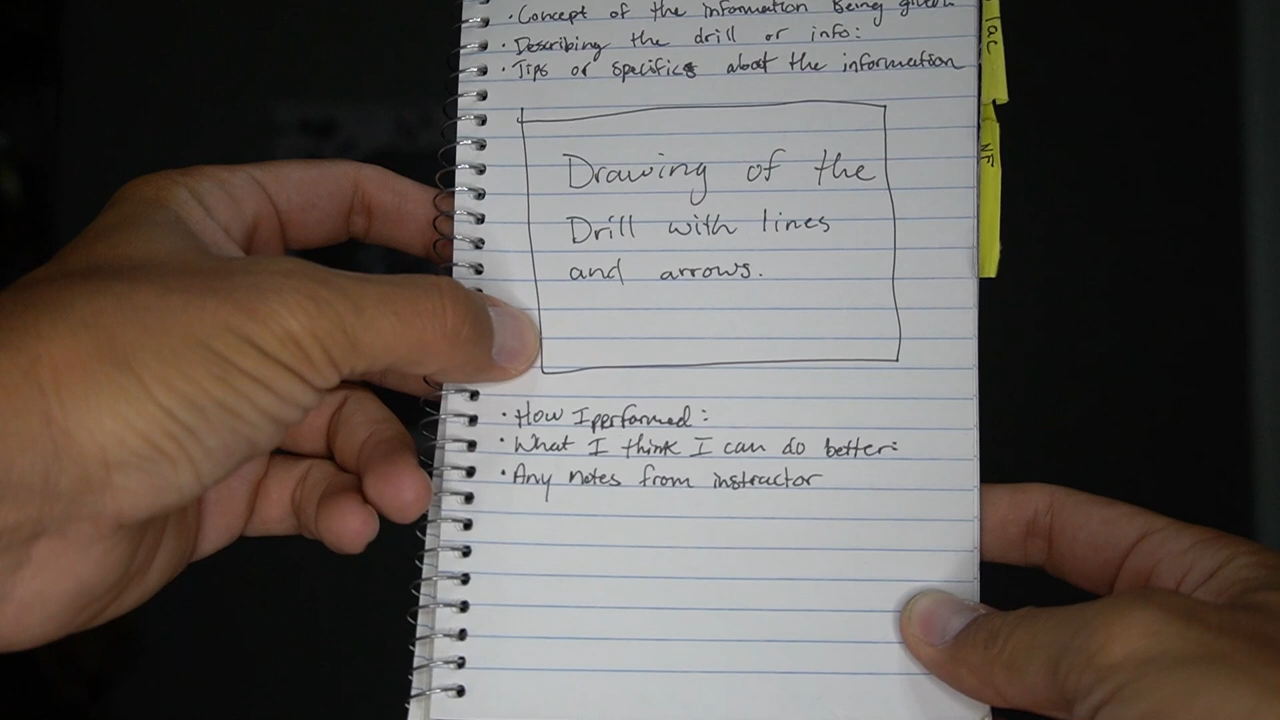 · Concept of the information Being given
· Describing the drill or info:
· Tips or specifics about the information
Drawing of the
Drill with lines
and arrows.
· How I performed:
· What I think I can do better:
· Any notes from instructor
NF